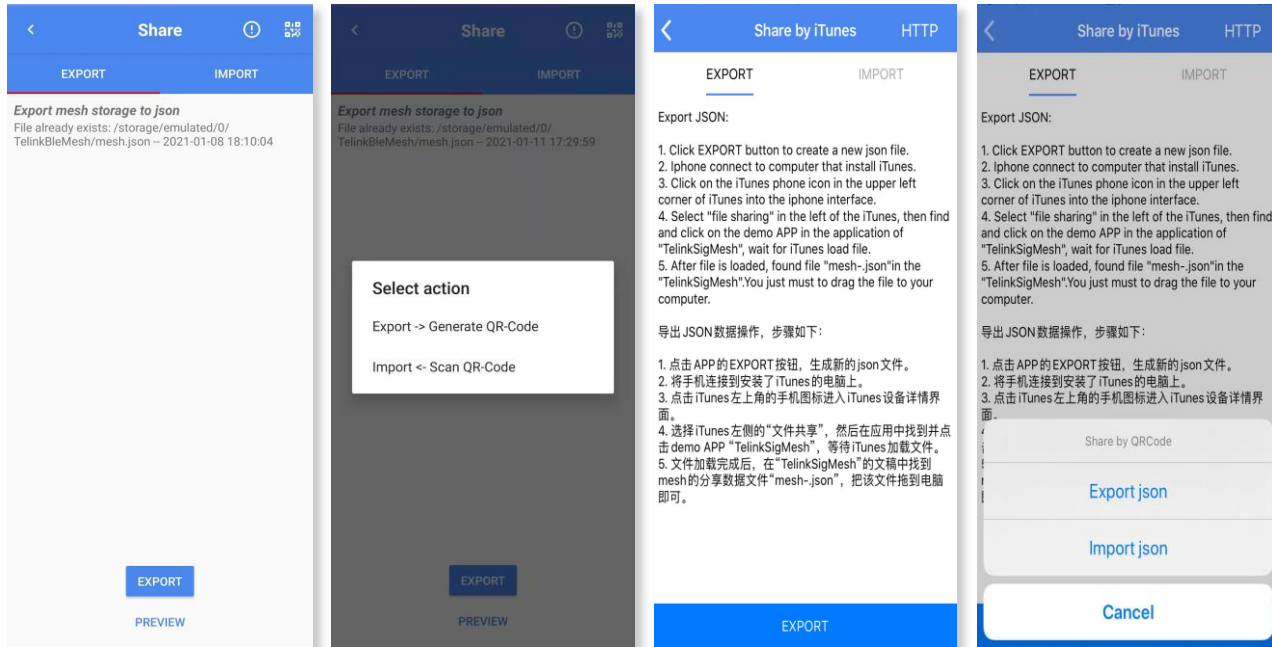 Share
EXPORT
IMPORT
Export mesh storage to json
File already exists: /storage/emulated/0/
TelinkBleMesh/mesh.json -- 2021-01-08 18:10:04
EXPORT
PREVIEW
Share
EXPORT
IMPORT
Export mesh storage to json
File already exists: /storage/emulated/0/
TelinkBleMesh/mesh.json -- 2021-01-11 17:29:59
Select action
Export -> Generate QR-Code
Import <- Scan QR-Code
EXPORT
PREVIEW
Share by iTunes
HTTP
EXPORT
IMPORT
Export JSON:
1. Click EXPORT button to create a new json file.
2. Iphone connect to computer that install iTunes.
3. Click on the iTunes phone icon in the upper left
corner of iTunes into the iphone interface.
4. Select "file sharing" in the left of the iTunes, then find
and click on the demo APP in the application of
"TelinkSigMesh", wait for iTunes load file.
5. After file is loaded, found file "mesh-.json"in the
"TelinkSigMesh".You just must to drag the file to your
computer.
导出JSON数据操作，步骤如下：
1. 点击APP的EXPORT按钮，生成新的json文件。
2. 将手机连接到安装了iTunes的电脑上。
3. 点击iTunes左上角的手机图标进入iTunes设备详情界
面。
4. 选择iTunes左侧的“文件共享”，然后在应用中找到并点
击demo APP “TelinkSigMesh”，等待iTunes加载文件。
5. 文件加载完成后，在“TelinkSigMesh”的文稿中找到
mesh的分享数据文件“mesh-.json”，把该文件拖到电脑
即可。
EXPORT
Share by iTunes
HTTP
EXPORT
IMPORT
Export JSON:
1. Click EXPORT button to create a new json file.
2. Iphone connect to computer that install iTunes.
3. Click on the iTunes phone icon in the upper left
corner of iTunes into the iphone interface.
4. Select "file sharing" in the left of the iTunes, then find
and click on the demo APP in the application of
"TelinkSigMesh", wait for iTunes load file.
5. After file is loaded, found file "mesh-.json"in the
"TelinkSigMesh".You just must to drag the file to your
computer.
导出JSON数据操作，步骤如下：
1. 点击APP的EXPORT按钮，生成新的json文件。
2. 将手机连接到安装了iTunes的电脑上。
3. 点击iTunes左上角的手机图标进入iTunes设备详情界
面。
Share by QRCode
Export json
Import json
Cancel